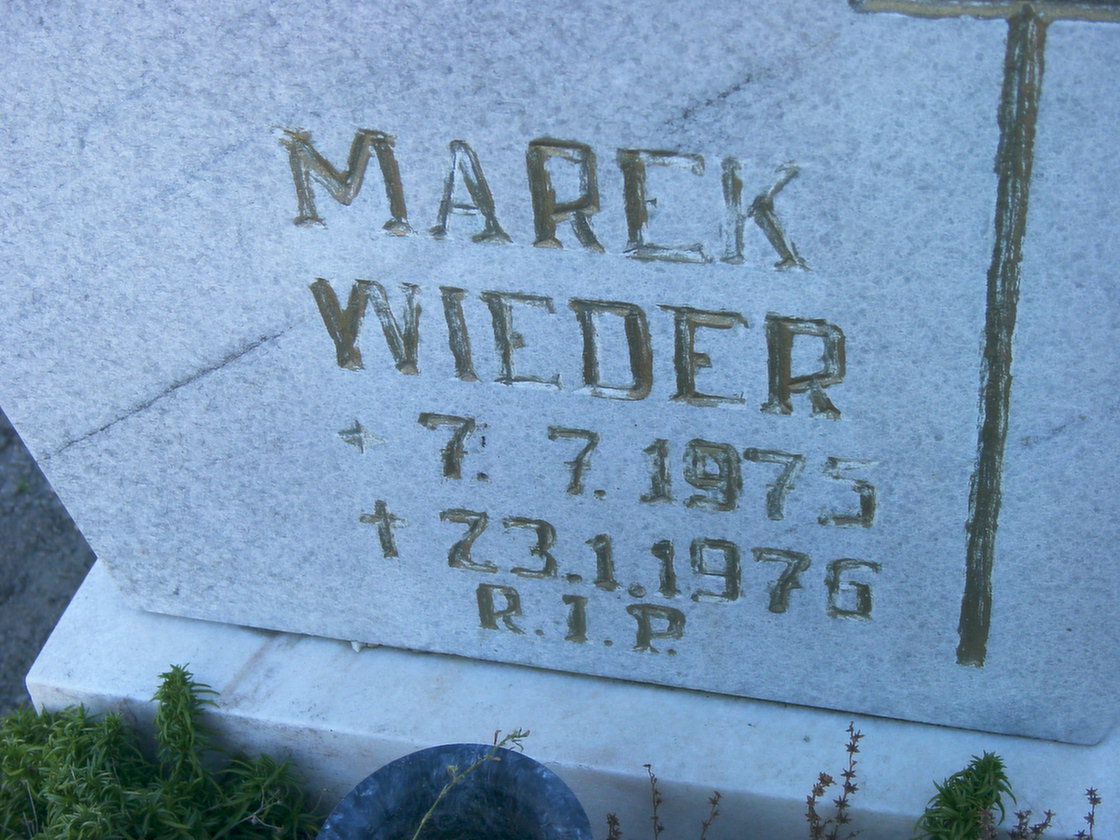 MAREK
WIEDER
+ 7. 7. 1975
† 23.1.1976
R.I.P.